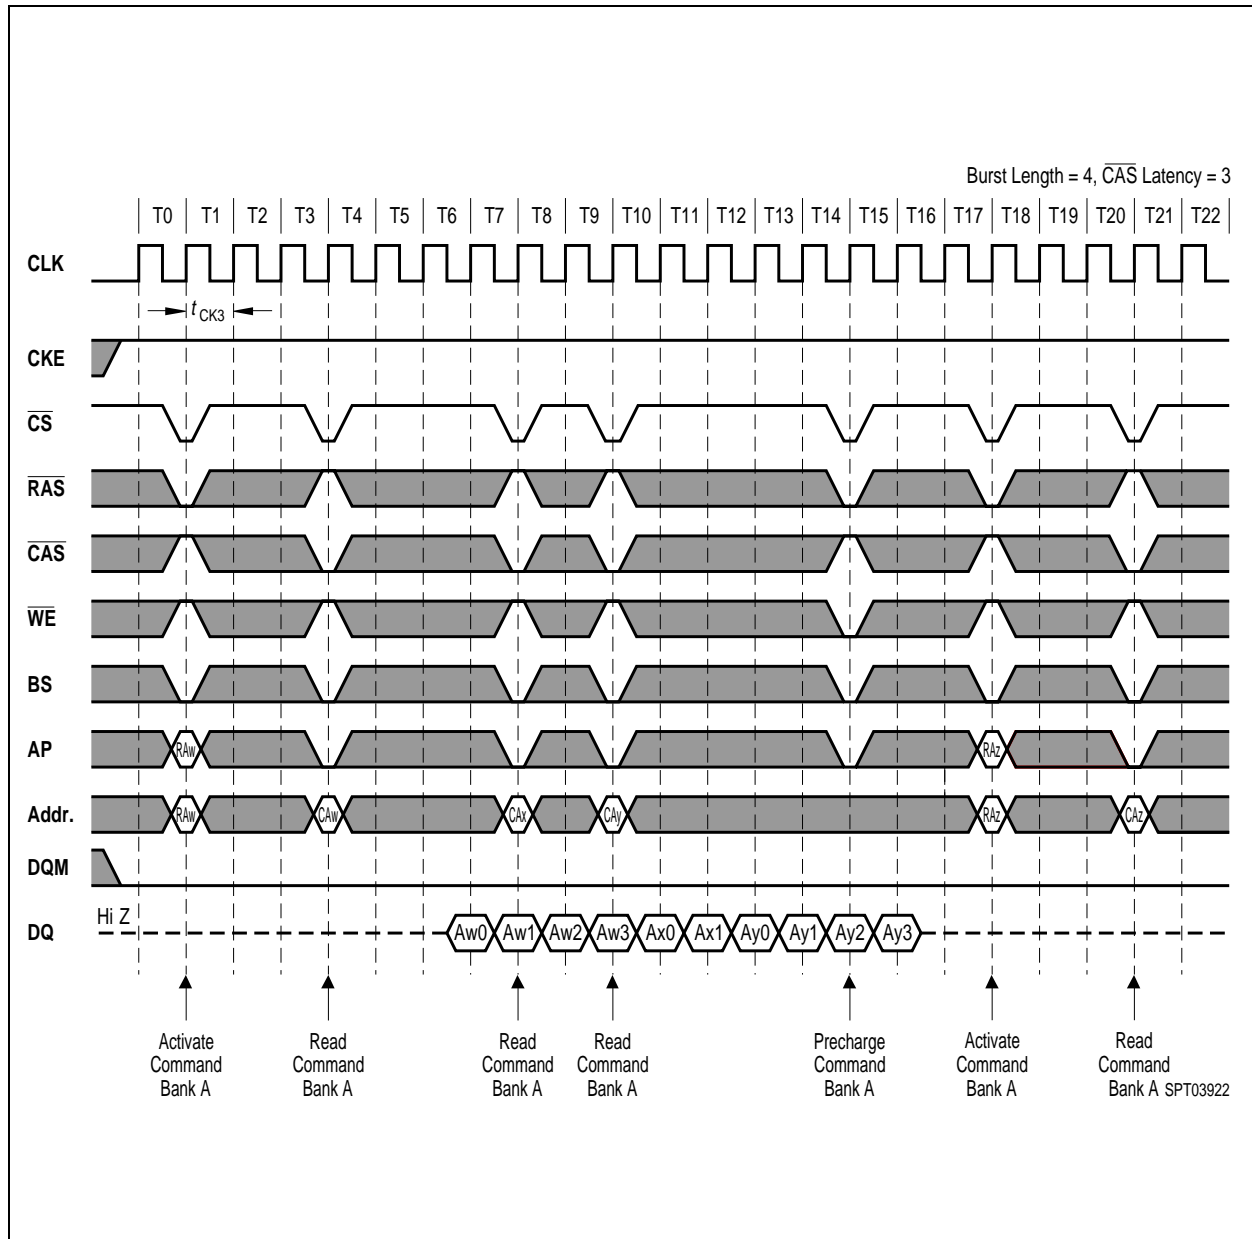 Burst Length = 4, CAS Latency = 3
T0 T1 T2 T3 T4 T5 T6 T7 T8 T9 T10 T11 T12 T13 T14 T15 T16 T17 T18 T19 T20 T21 T22
CLK
t CK3
CKE
CS
RAS
CAS
WE
BS
AP RAw RAz
Addr. RAw CAw CAx CAy RAz CAz
DQM
Hi Z
DQ Aw0 Aw1 Aw2 Aw3 Ax0 Ax1 Ay0 Ay1 Ay2 Ay3
Activate Read Read Read Precharge Activate Read
Command Command Command Command Command Command Command
Bank A Bank A Bank A Bank A Bank A Bank A Bank A SPT03922